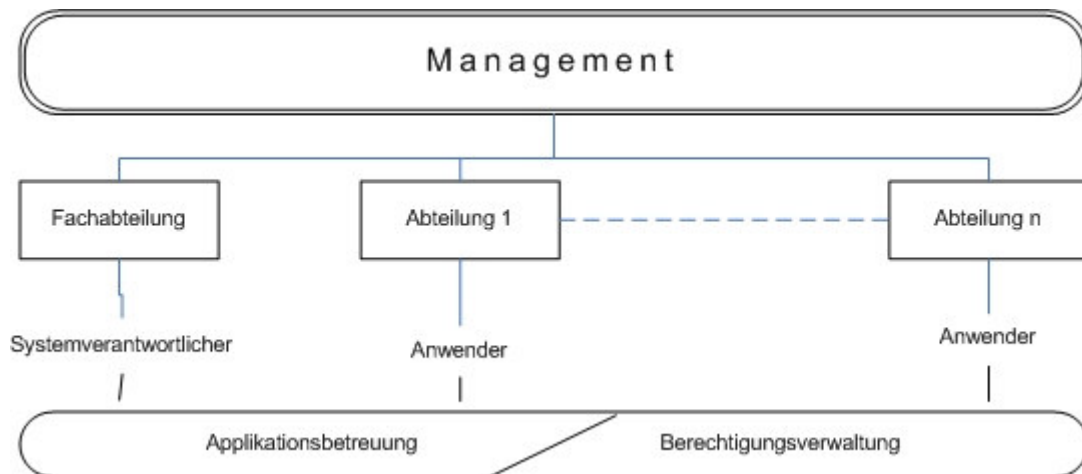 Management
Fachabteilung
Abteilung 1
Abteilung n
Systemverantwortlicher
Anwender
Anwender
Applikationsbetreuung
Berechtigungsverwaltung